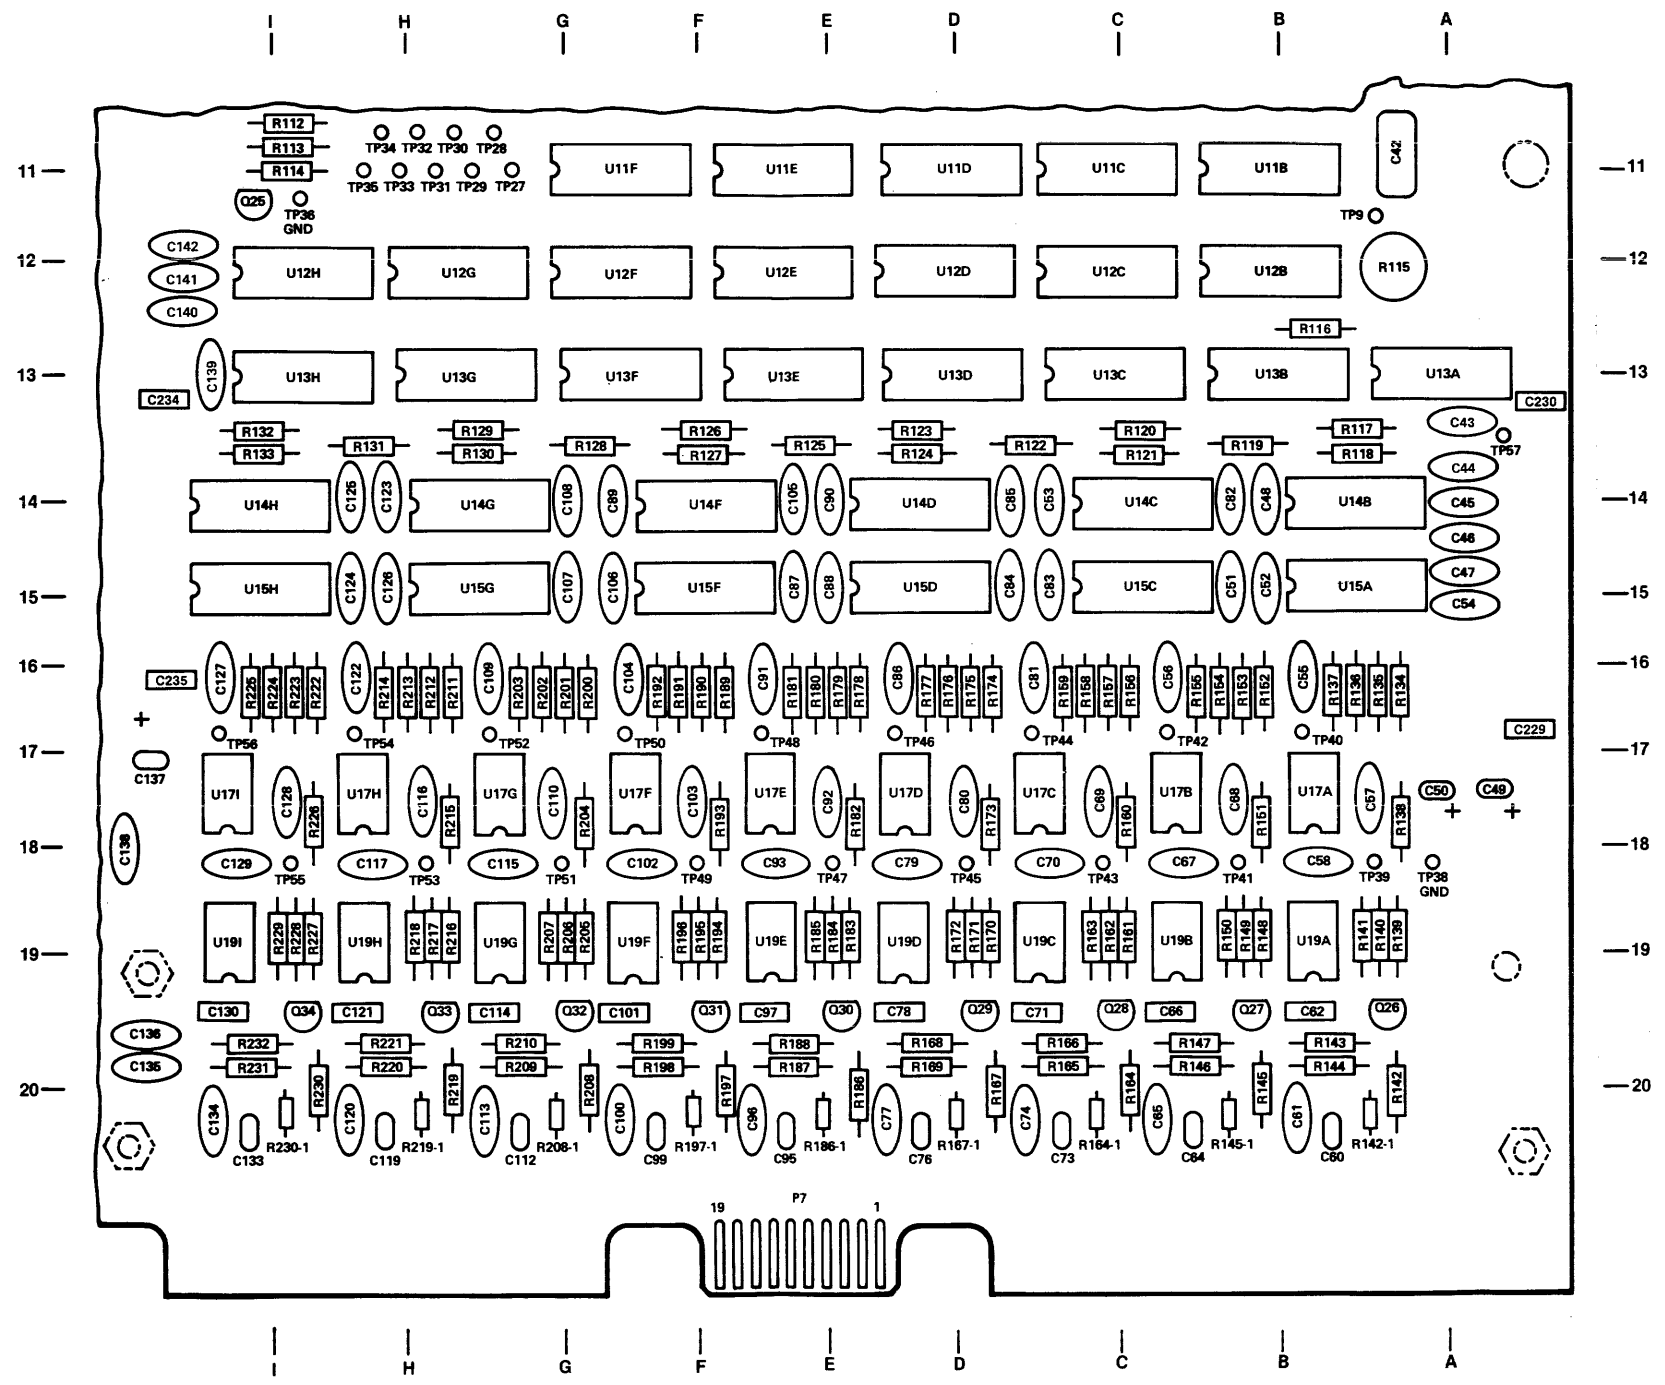 I H G F E D C B A
R112
R113
R114
TP34 TP32 TP30 TP28
TP35 TP33 TP31 TP29 TP27
11 U11F U11E U11D U11C U11B C42 11
Q25 TP36 GND TP9
C142
C141
C140
12 U12H U12G U12F U12E U12D U12C U12B R115 12
R116
13 C139 U13H U13G U13F U13E U13D U13C U13B U13A 13
C234 C230
R132 R129 R126 R123 R120 R117 C43
R131 R128 R125 R122 R119 TP57
R133 R130 R127 R124 R121 R118
C44
14 U14H C125 C123 U14G C108 C89 U14F C105 C90 U14D C85 C53 U14C C82 C48 U14B C45 14
C46
15 U15H C124 C126 U15G C107 C106 U15F C87 C88 U15D C84 C83 U15C C51 C52 U15A C47 15
C54
16 C235 C127 R225 R224 R223 R222 C122 R214 R213 R212 R211 C109 R203 R202 R201 R200 C104 R192 R191 R190 R189 C91 R181 R180 R179 R178 C86 R177 R176 R175 R174 C81 R159 R158 R157 R156 C56 R155 R154 R153 R152 C55 R137 R136 R135 R134 16
+ C229
17 TP56 TP54 TP52 TP50 TP48 TP46 TP44 TP42 TP40 17
C137
U17I C128 R226 U17H C116 R215 U17G C110 R204 U17F C103 R193 U17E C92 R182 U17D C80 R173 U17C C69 R160 U17B C68 R151 U17A C57 R138 C50 C49
+ +
18 C138 C129 TP55 C117 TP53 C115 TP51 C102 TP49 C93 TP47 C79 TP45 C70 TP43 C67 TP41 C58 TP39 TP38 GND 18
19 U19I R229 R228 R227 U19H R218 R217 R216 U19G R207 R206 R205 U19F R196 R195 R194 U19E R185 R184 R183 U19D R172 R171 R170 U19C R163 R162 R161 U19B R150 R149 R148 U19A R141 R140 R139 19
C130 Q34 C121 Q33 C114 Q32 C101 Q31 C97 Q30 C78 Q29 C71 Q28 C66 Q27 C62 Q26
C136
R232 R221 R210 R199 R188 R168 R166 R147 R143
C135
R231 R220 R209 R198 R187 R169 R165 R146 R144
20 C134 R230 C120 R219 C113 R208 C100 R197 C96 R186 C77 R167 C74 R164 C65 R145 C61 R142 20
C133 R230-1 C119 R219-1 C112 R208-1 C99 R197-1 C95 R186-1 C76 R167-1 C73 R164-1 C64 R145-1 C60 R142-1
P7
19 1
I H G F E D C B A